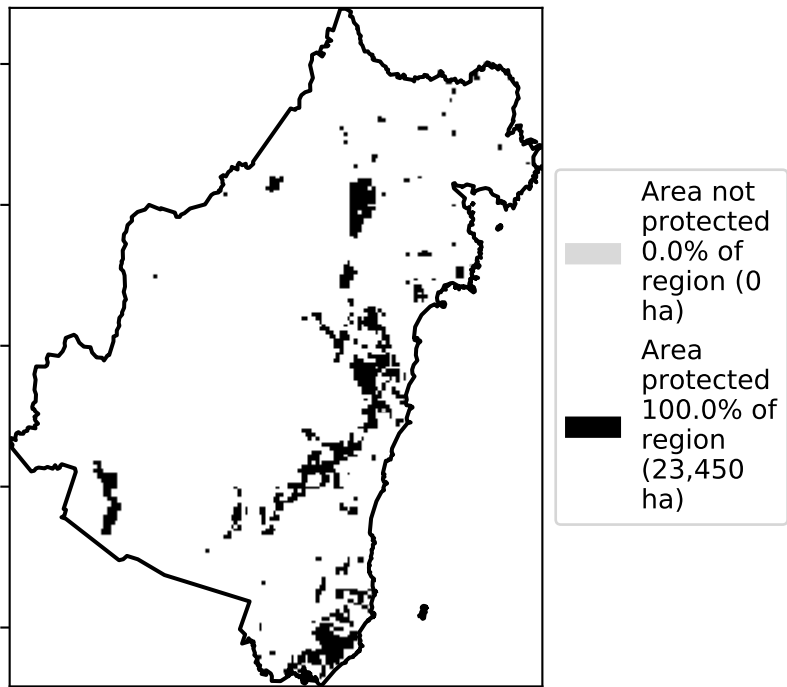 Area not
protected
0.0% of
region (0
ha)
Area
protected
100.0% of
region
(23,450
ha)